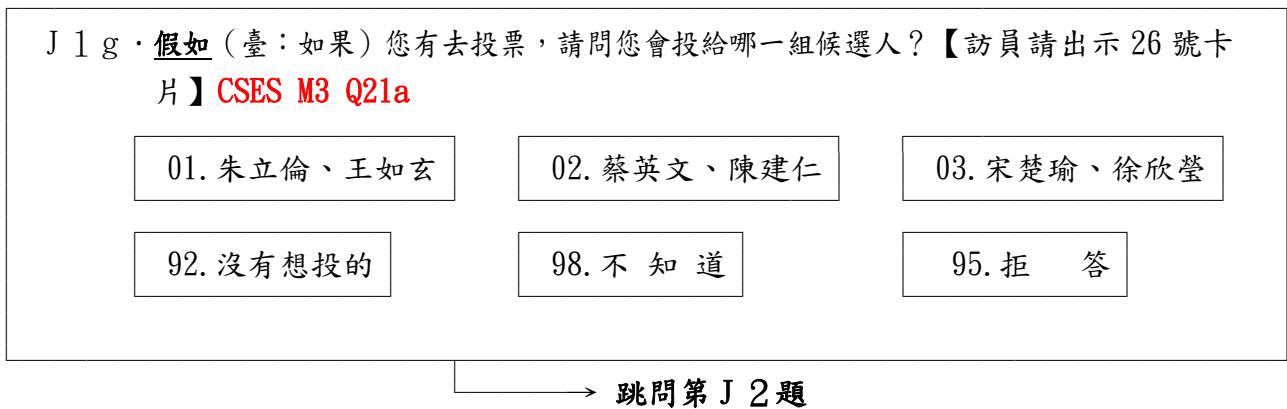 J１g．假如（臺：如果）您有去投票，請問您會投給哪一組候選人？【訪員請出示 26 號卡
片】CSES M3 Q21a
01.朱立倫、王如玄 02.蔡英文、陳建仁 03.宋楚瑜、徐欣瑩
92.沒有想投的 98.不 知 道 95.拒　答
跳問第J２題